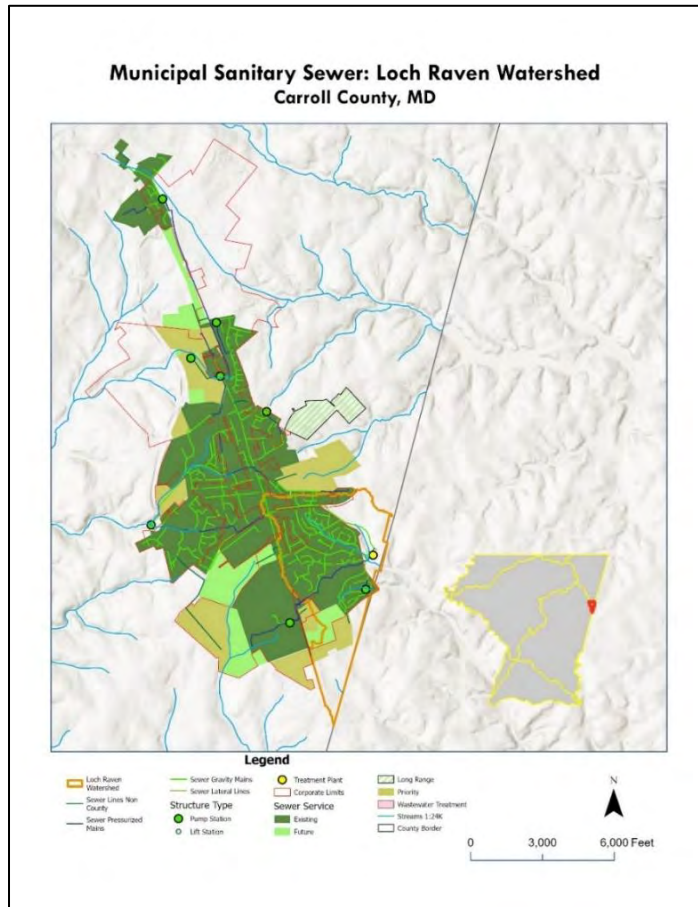 Municipal Sanitary Sewer: Loch Raven Watershed
Carroll County, MD
Legend
Loch Raven
Watershed
Sewer Lines Non
County
Sewer Pressurized
Mains
Sewer Gravity Mains
Sewer Lateral Lines
Structure Type
Pump Station
Lift Station
Treatment Plant
Corporate Limits
Sewer Service
Existing
Future
Long Range
Priority
Wastewater Treatment
Streams 1:24K
County Border
N
0 3,000 6,000 Feet